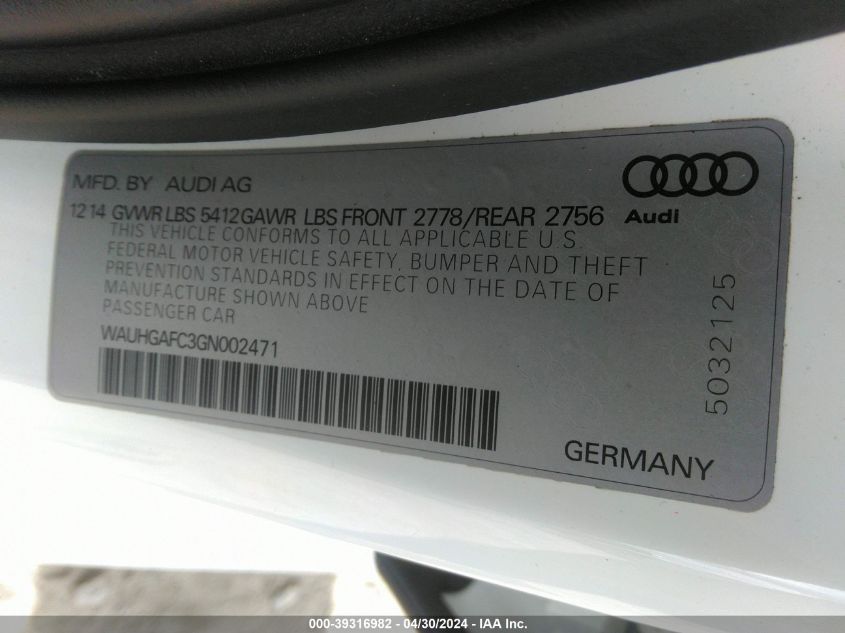 MFD. BY AUDI AG
12 14 GVWR LBS 5412 GAWR LBS FRONT 2778/REAR 2756
Audi
THIS VEHICLE CONFORMS TO ALL APPLICABLE U.S.
FEDERAL MOTOR VEHICLE SAFETY, BUMPER AND THEFT
PREVENTION STANDARDS IN EFFECT ON THE DATE OF
MANUFACTURE SHOWN ABOVE
PASSENGER CAR
WAUHGAFC3GN002471
5032125
GERMANY
000-39316982 / 04/30/2024 - IAA Inc.